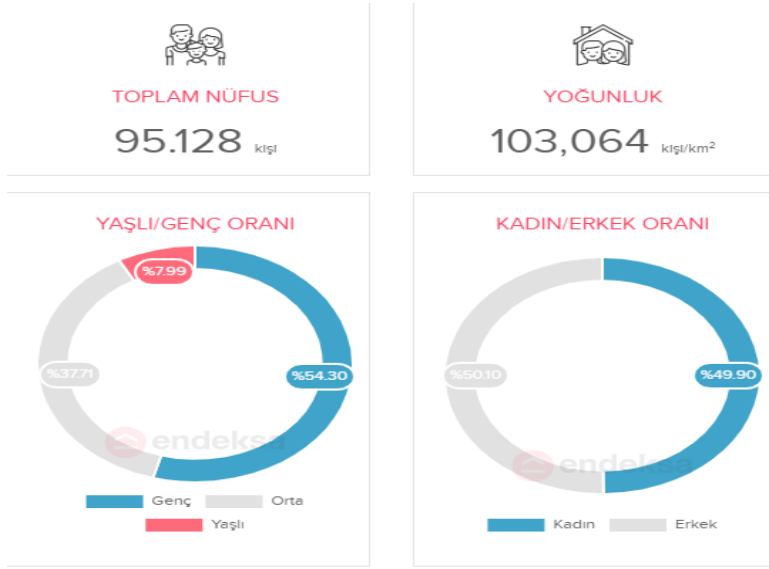 TOPLAM NÜFUS
95.128 kişi
YOĞUNLUK
103,064 kişi/km²
YAŞLI/GENÇ ORANI
%7.99
%37.71
%54.30
endeksa
Genç
Orta
Yaşlı
KADIN/ERKEK ORANI
%50.10
%49.90
endeksa
Kadın
Erkek